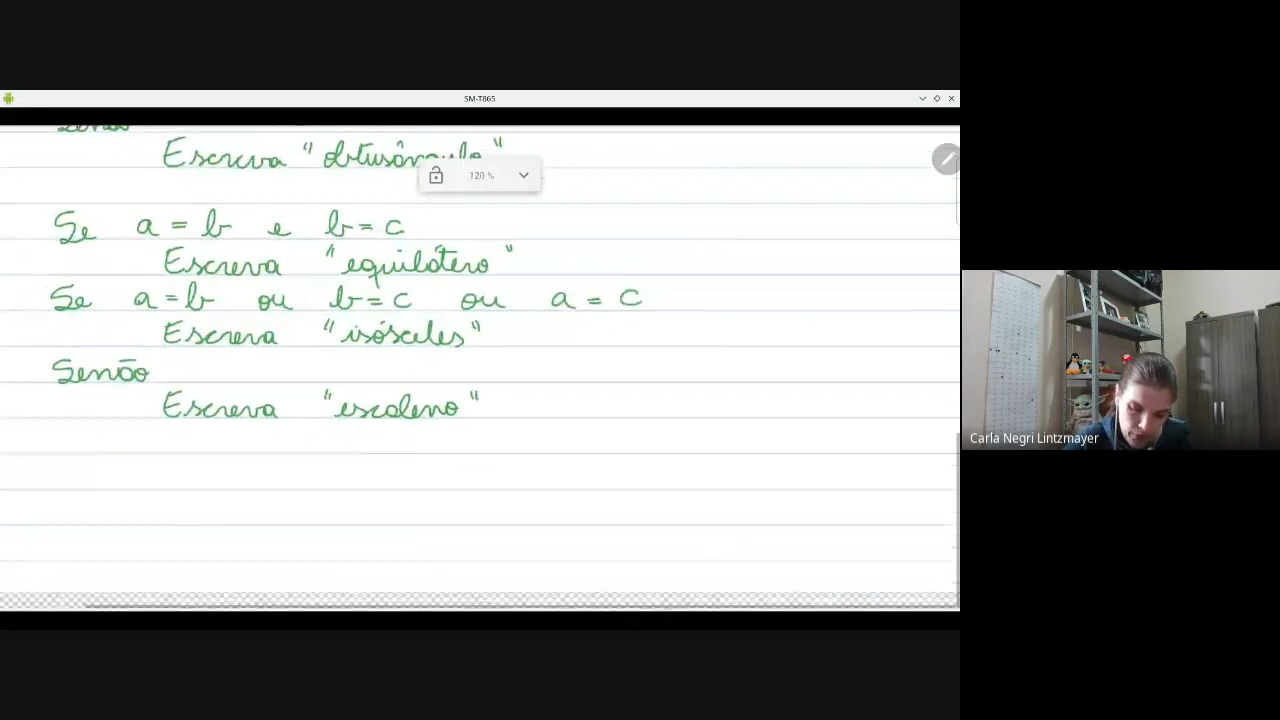 SM-T865
Senão
Escreva "obtusângulo"
120 %
Se a = b e b = c
Escreva "equilátero"
Se a = b ou b = c ou a = c
Escreva "isósceles"
Senão
Escreva "escaleno"
Carla Negri Lintzmayer